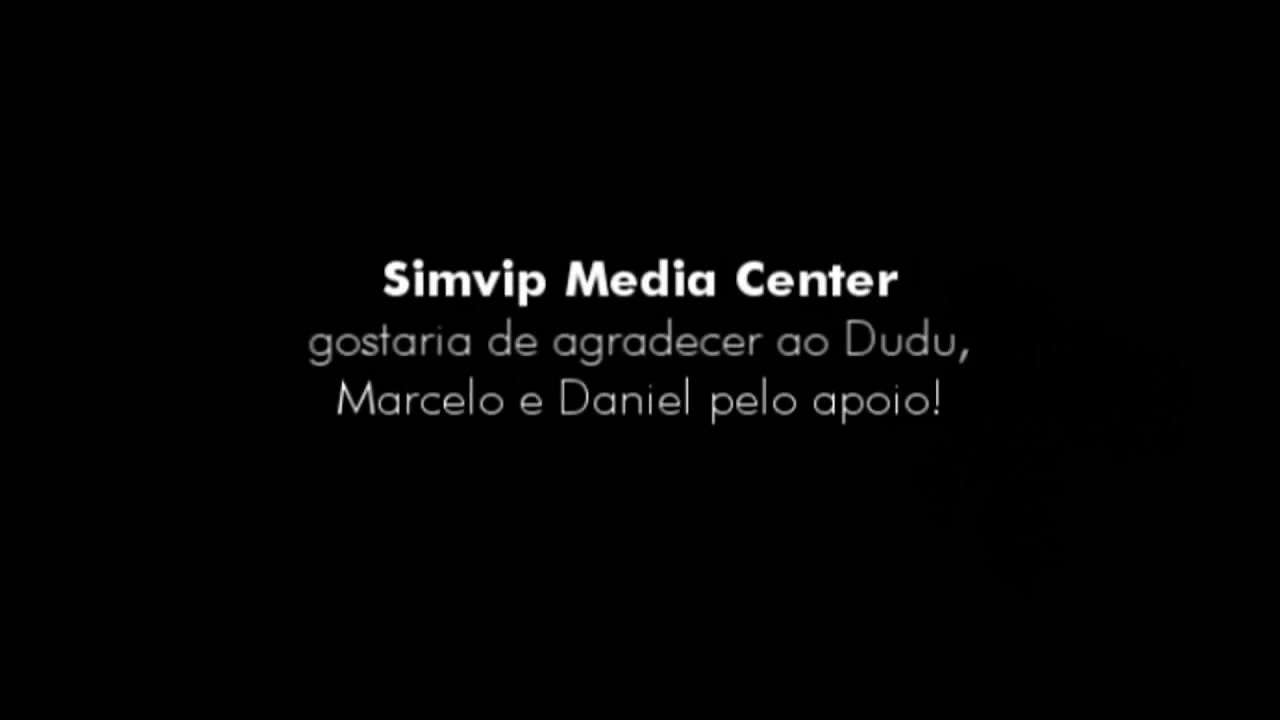 Simvip Media Center
gostaria de agradecer ao Dudu,
Marcelo e Daniel pelo apoio!